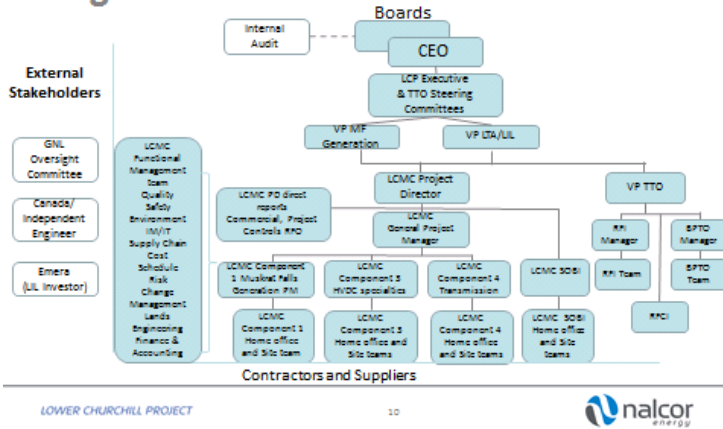 Boards
Internal
Audit
CEO
External
Stakeholders
LCP Executive
& TTO Steering
Committees
VP MF
Generation
VP LTA/LIL
GNL
Oversight
Committee
Canada/
Independent
Engineer
Emera
(LIL Investor)
LCMC
Functional
Management
Team
Quality
Safety
Environment
IM/IT
Supply Chain
Cost
Schedule
Risk
Change
Management
Lands
Engineering
Finance &
Accounting
LCMC Project
Director
VP TTO
LCMC PD direct
reports
Commercial, Project
Controls RFO
LCMC
General Project
Manager
RFI
Manager
BPTO
Manager
LCMC Component
1 Muskrat Falls
Generation PM
LCMC
Component 3
HVDC specialties
LCMC
Component 4
Transmission
LCMC SOBI
RFI Team
BPTO
Team
RFCI
LCMC
Component 1
Home office
and Site team
LCMC
Component 3
Home office and
Site teams
LCMC
Component 4
Home office and
Site teams
LCMC SOBI
Home office
and Site
teams
Contractors and Suppliers
LOWER CHURCHILL PROJECT
10
nalcor
energy